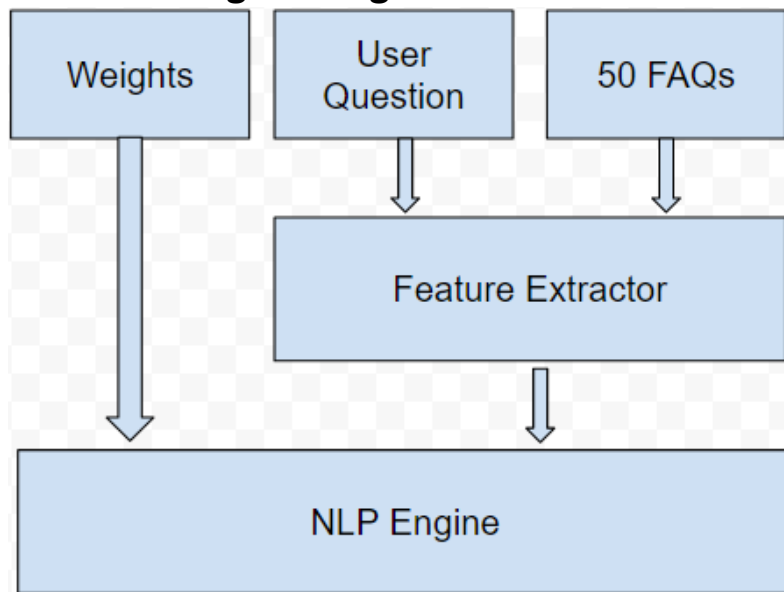 Weights
User
Question
50 FAQs
Feature Extractor
NLP Engine